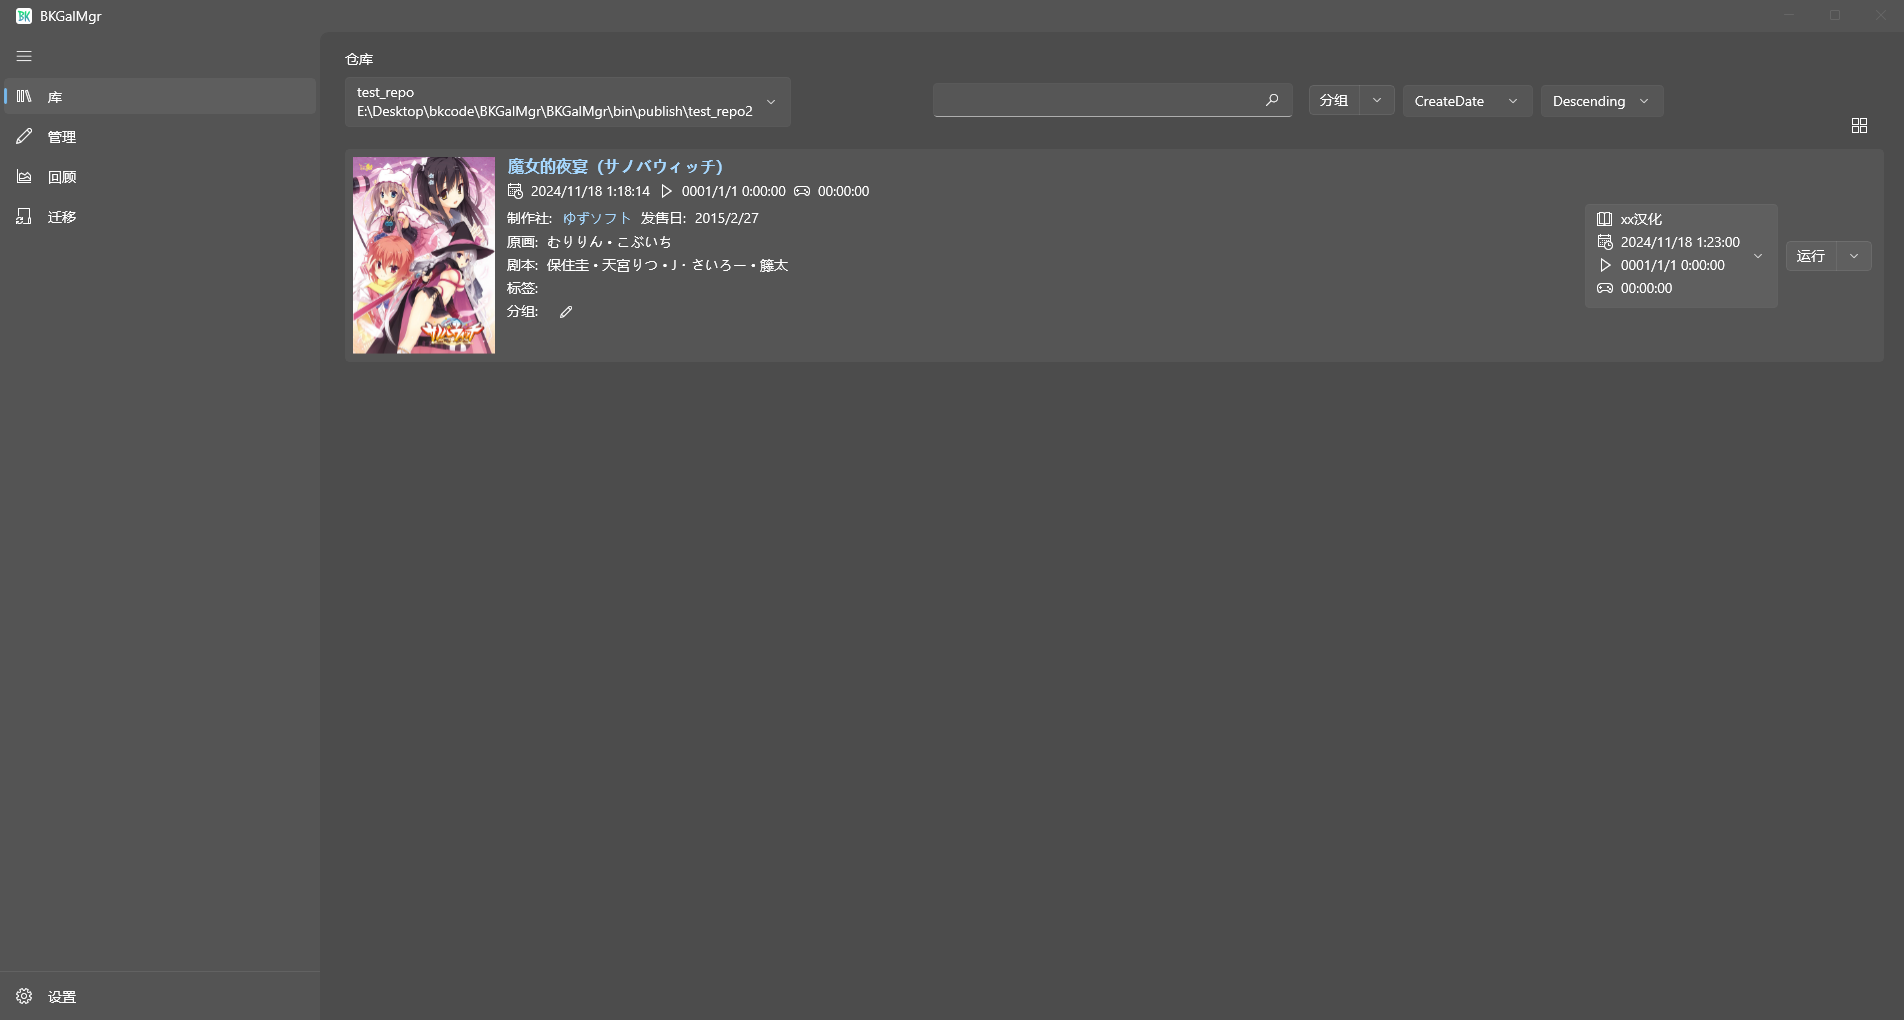 BKGalMgr
库
管理
回顾
迁移
设置
仓库
test_repo
E:\Desktop\bkcode\BKGalMgr\BKGalMgr\bin\publish\test_repo2
分组
CreateDate
Descending
魔女的夜宴（サノバウィッチ）
2024/11/18 1:18:14 0001/1/1 0:00:00 00:00:00
制作社: ゆずソフト 发售日: 2015/2/27
原画: むりりん・こぶいち
剧本: 保住圭・天宮りつ・J・さいろー・籐太
标签:
分组:
xx汉化
2024/11/18 1:23:00
0001/1/1 0:00:00
00:00:00
运行